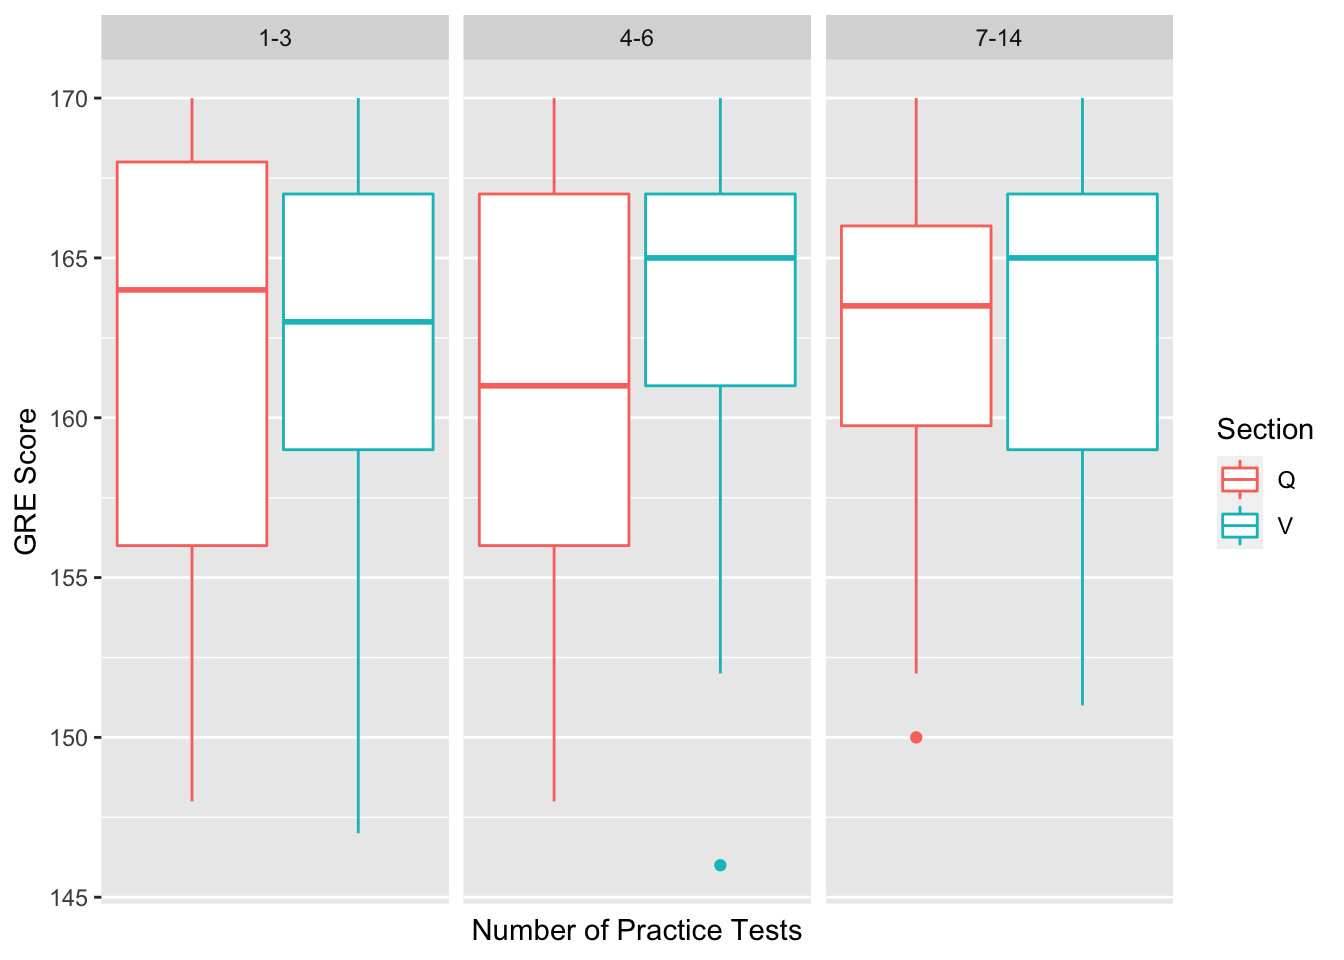 1-3
4-6
7-14
170
165
160
155
150
145
GRE Score
Number of Practice Tests
Section
Q
V